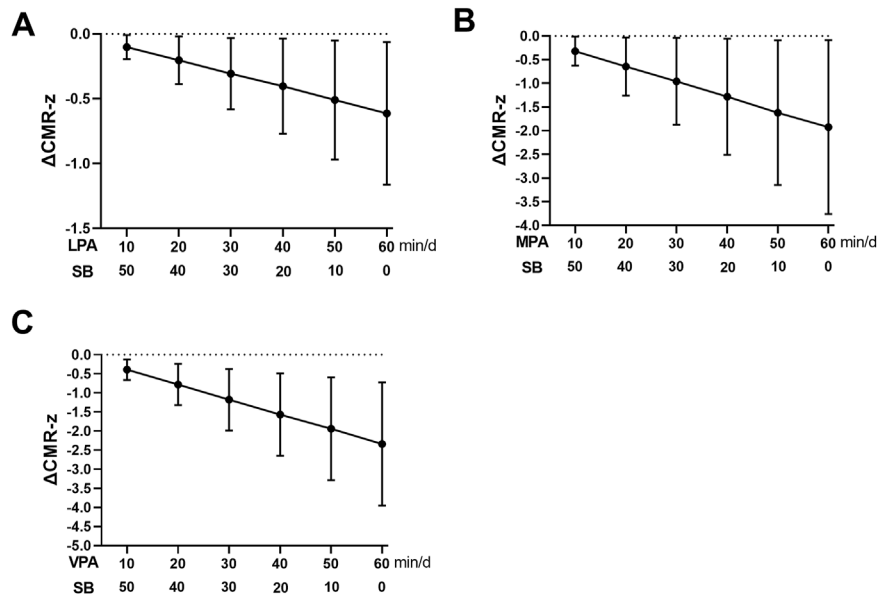 A
ΔCMR-z
0.0
-0.5
-1.0
-1.5
LPA 10 20 30 40 50 60 min/d
SB 50 40 30 20 10 0
B
ΔCMR-z
0.0
-0.5
-1.0
-1.5
-2.0
-2.5
-3.0
-3.5
-4.0
MPA 10 20 30 40 50 60 min/d
SB 50 40 30 20 10 0
C
ΔCMR-z
0.0
-0.5
-1.0
-1.5
-2.0
-2.5
-3.0
-3.5
-4.0
-4.5
-5.0
VPA 10 20 30 40 50 60 min/d
SB 50 40 30 20 10 0